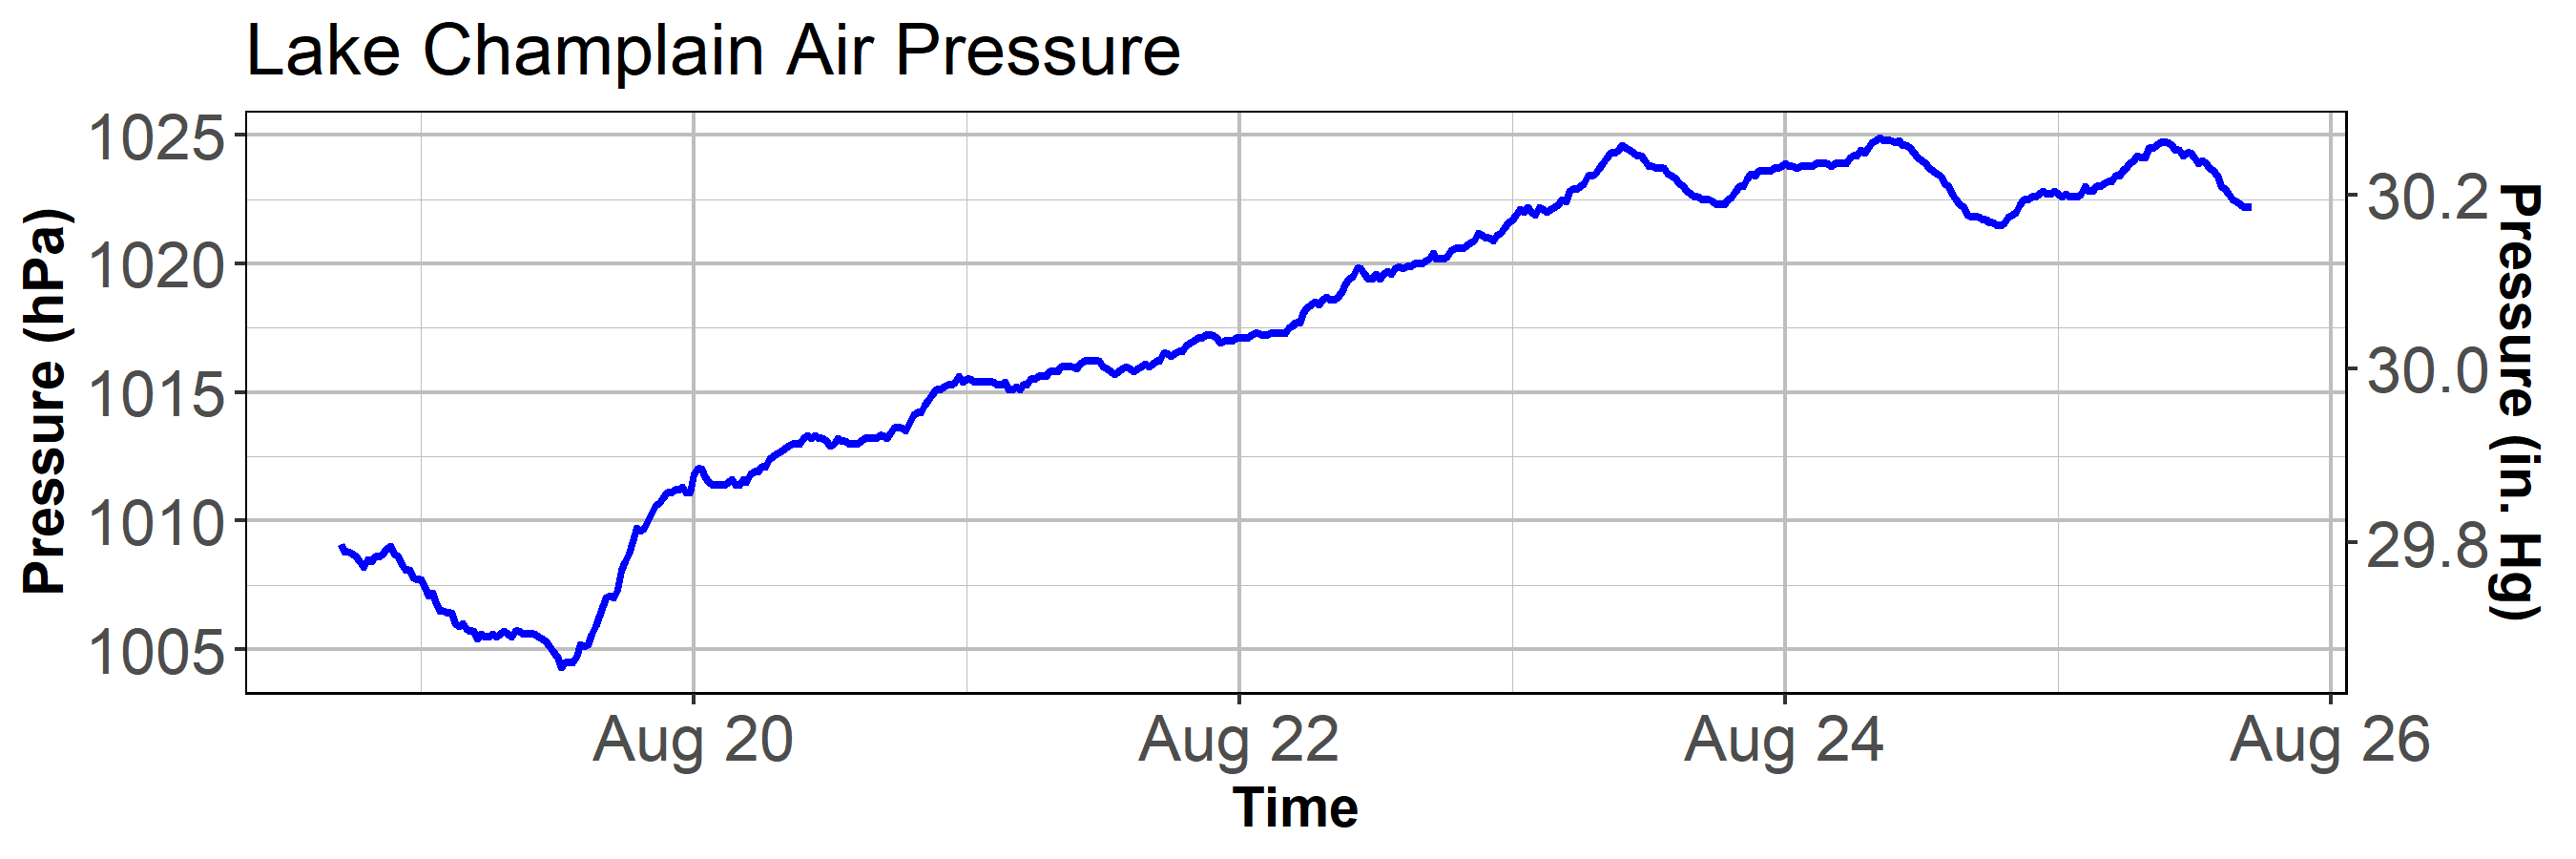 Lake Champlain Air Pressure
Pressure (hPa)
1025
1020
1015
1010
1005
30.2
30.0
29.8
Pressure (in. Hg)
Aug 20 Aug 22 Aug 24 Aug 26
Time